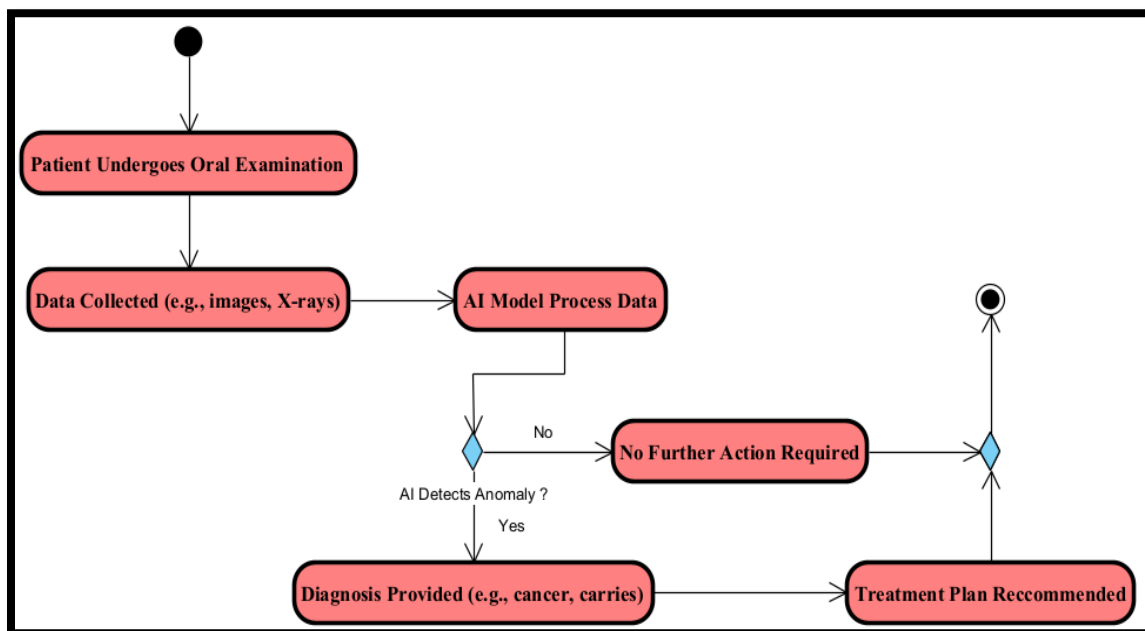 Patient Undergoes Oral Examination
Data Collected (e.g., images, X-rays)
AI Model Process Data
No
No Further Action Required
AI Detects Anomaly ?
Yes
Diagnosis Provided (e.g., cancer, carries)
Treatment Plan Reccommended